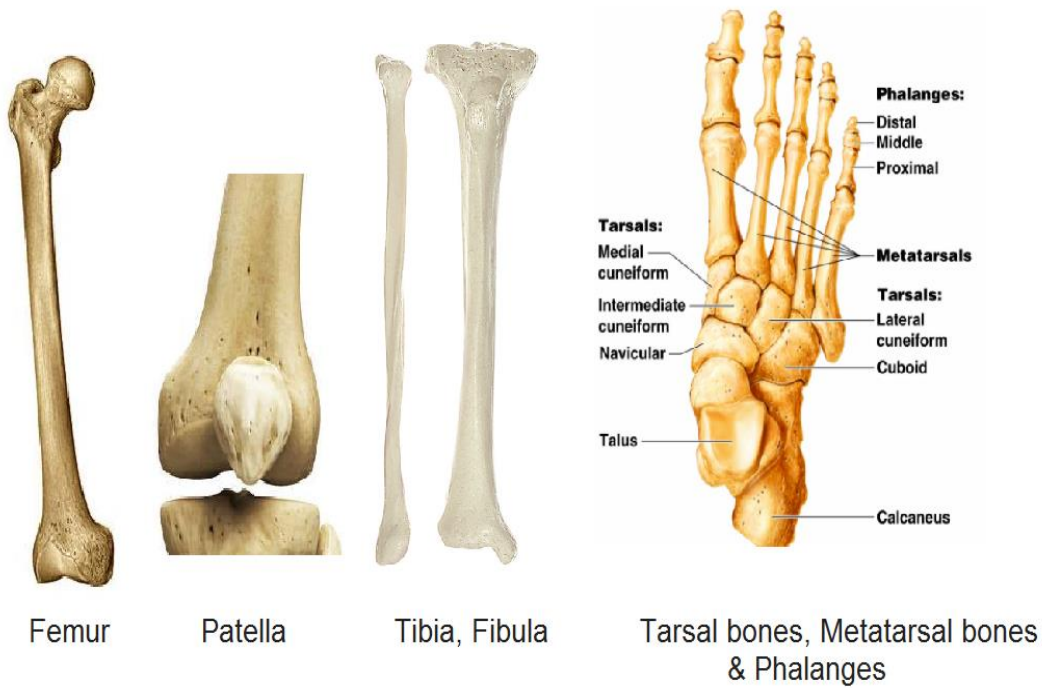 Phalanges:
Distal
Middle
Proximal
Metatarsals
Tarsals:
Medial
cuneiform
Intermediate
cuneiform
Navicular
Talus
Tarsals:
Lateral
cuneiform
Cuboid
Calcaneus
Femur
Patella
Tibia, Fibula
Tarsal bones, Metatarsal bones
& Phalanges